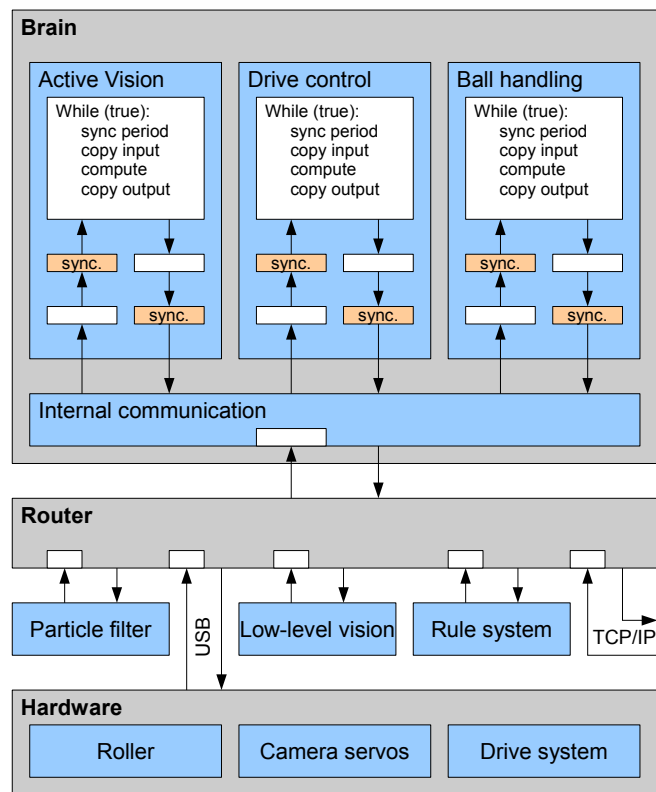 Brain
Active Vision
While (true):
sync period
copy input
compute
copy output
sync.
sync.
Drive control
While (true):
sync period
copy input
compute
copy output
sync.
sync.
Ball handling
While (true):
sync period
copy input
compute
copy output
sync.
sync.
Internal communication
Router
Particle filter
USB
Low-level vision
Rule system
TCP/IP
Hardware
Roller
Camera servos
Drive system